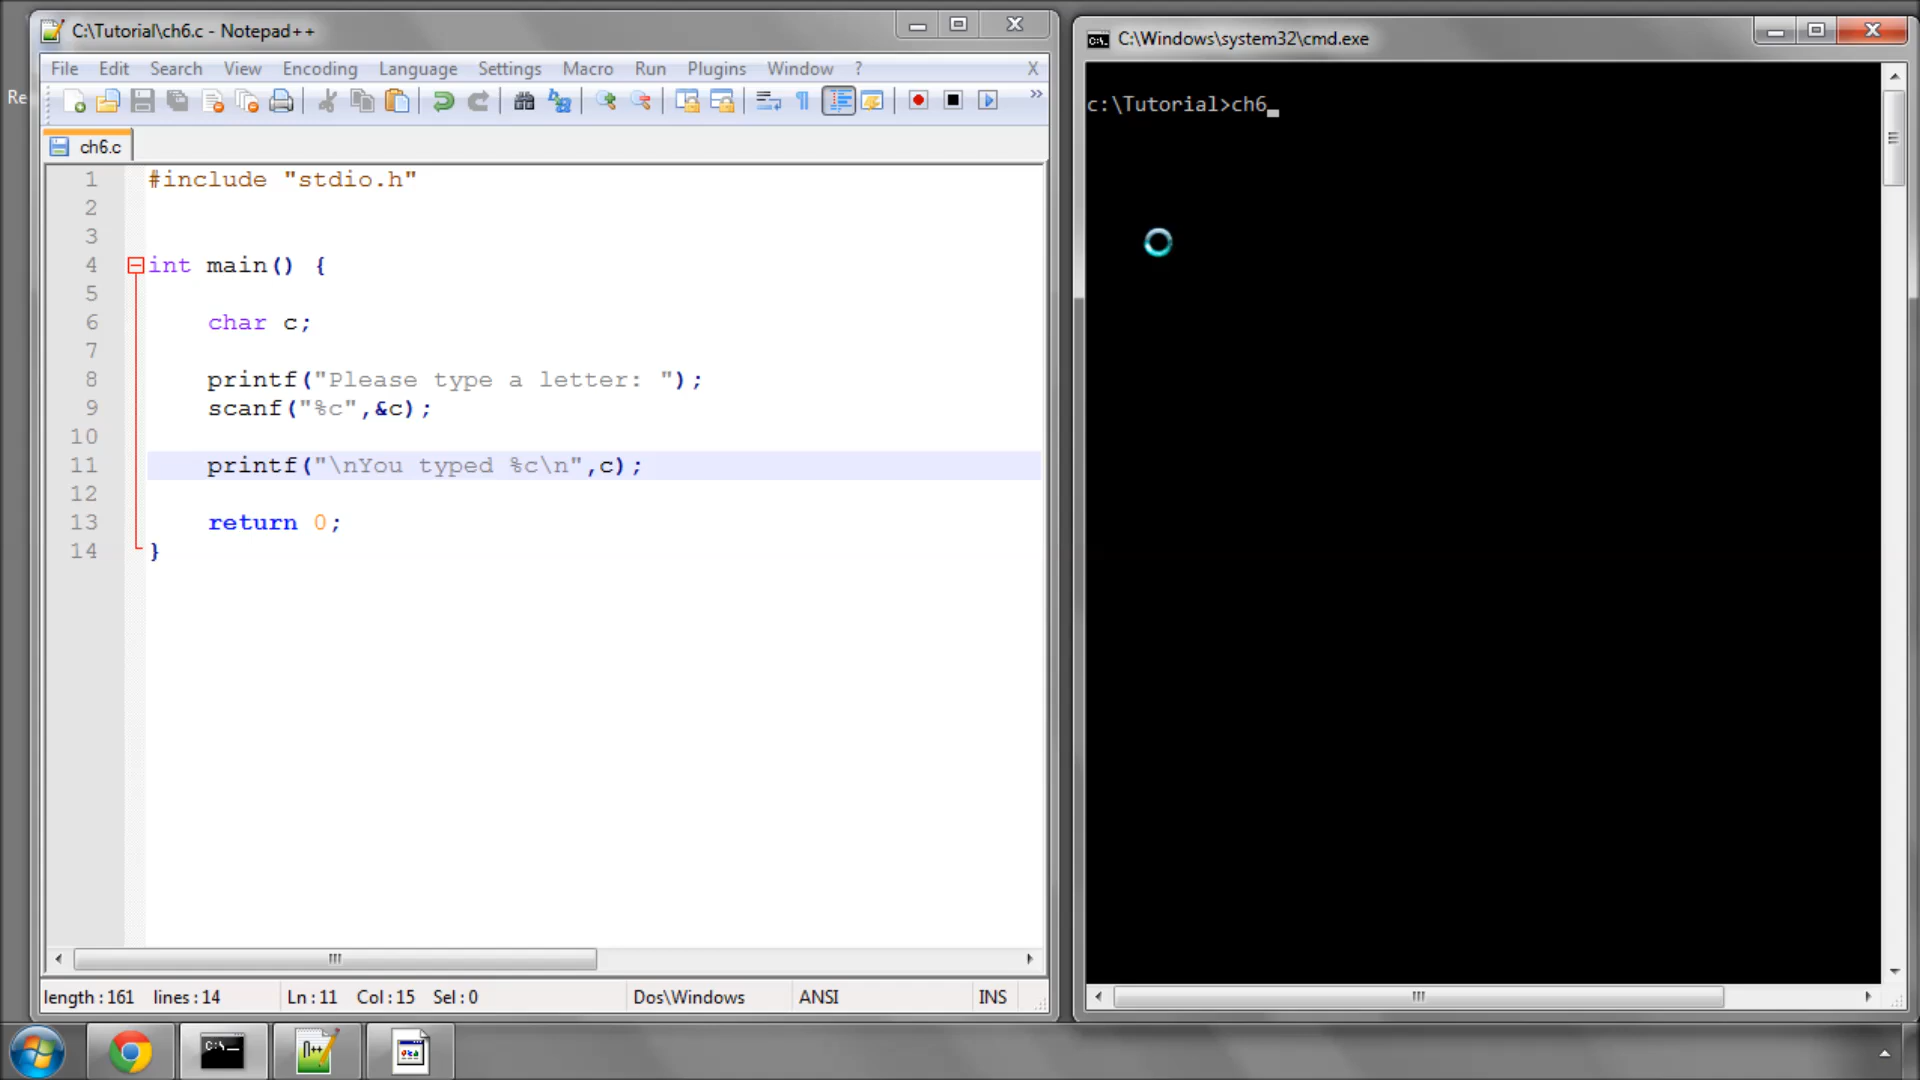 C:\Tutorial\ch6.c - Notepad++
File Edit Search View Encoding Language Settings Macro Run Plugins Window ? X
ch6.c
1 #include "stdio.h"
2
3
4 int main() {
5
6 char c;
7
8 printf("Please type a letter: ");
9 scanf("%c",&c);
10
11 printf("\nYou typed %c\n",c);
12
13 return 0;
14 }
length : 161 lines : 14 Ln : 11 Col : 15 Sel : 0 Dos\Windows ANSI INS
C:\Windows\system32\cmd.exe
c:\Tutorial>ch6_
Re